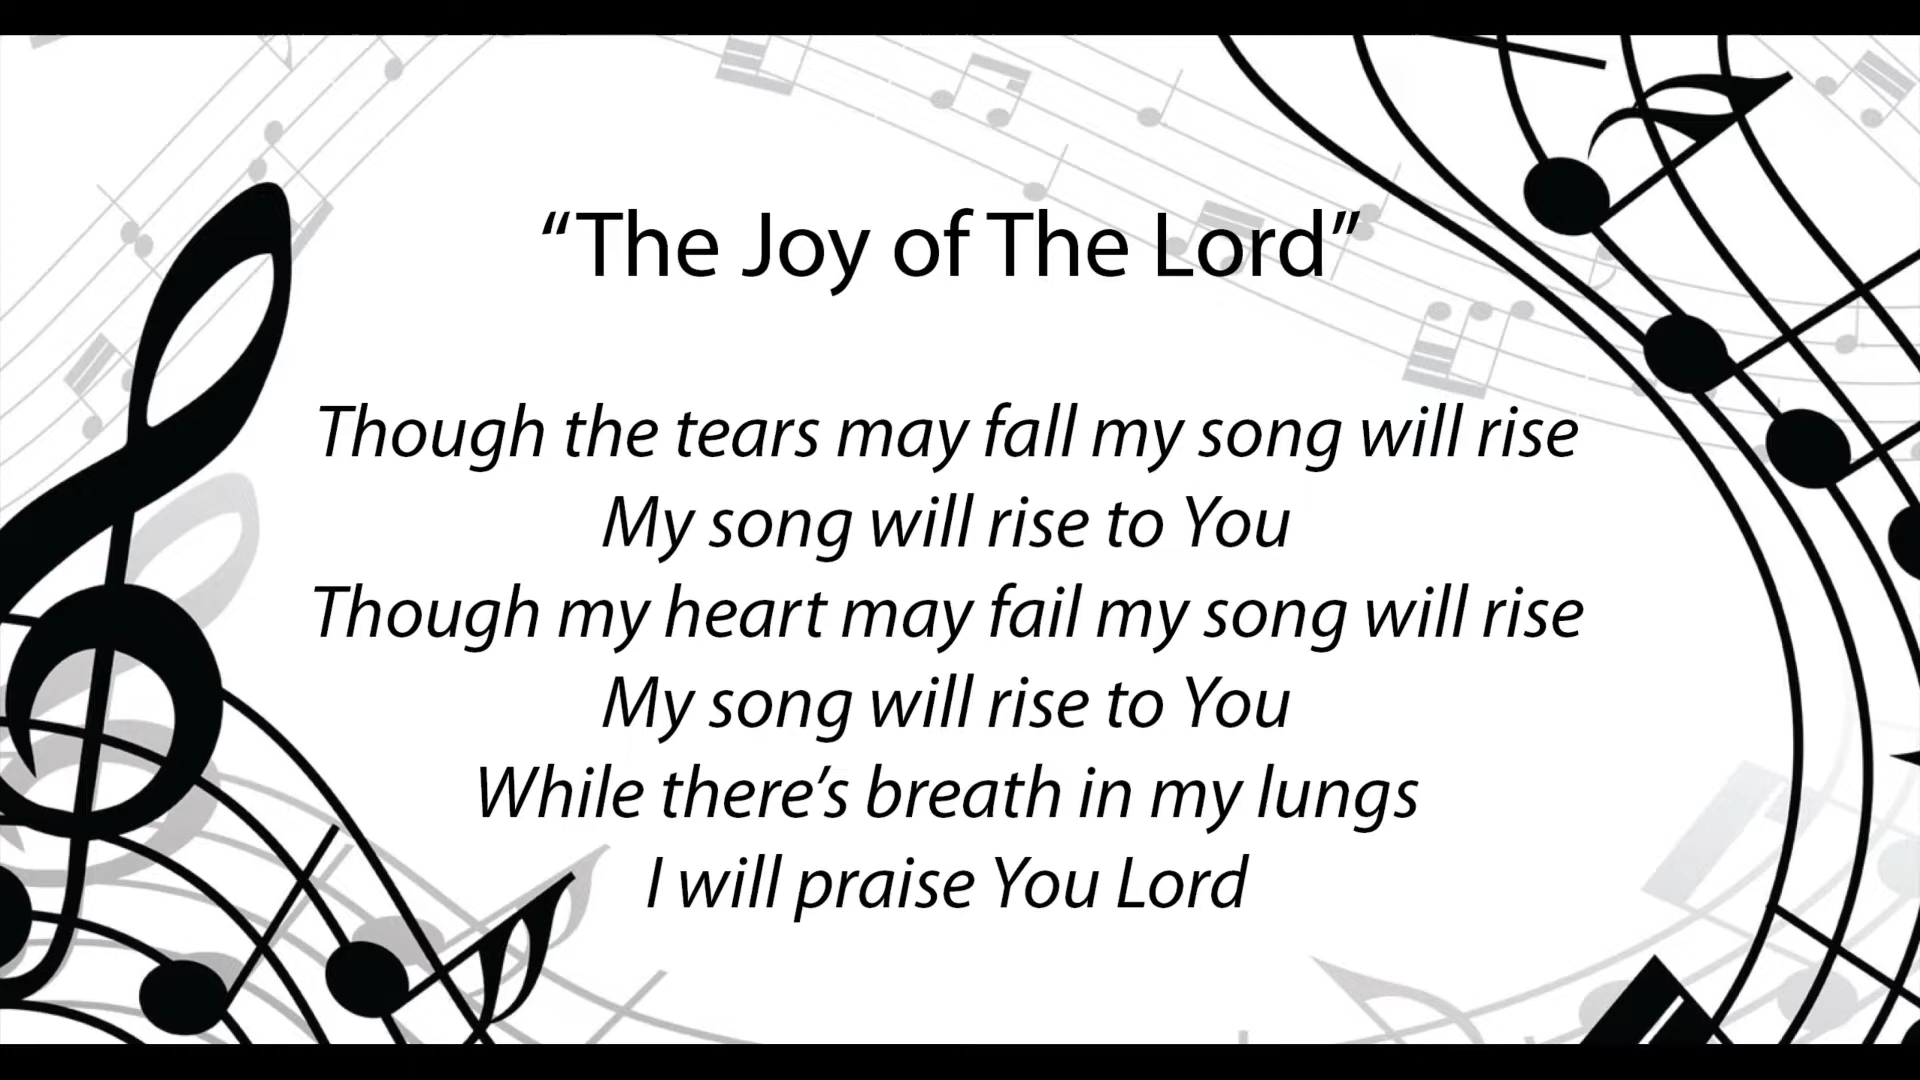 “The Joy of The Lord”
Though the tears may fall my song will rise
My song will rise to You
Though my heart may fail my song will rise
My song will rise to You
While there’s breath in my lungs
I will praise You Lord